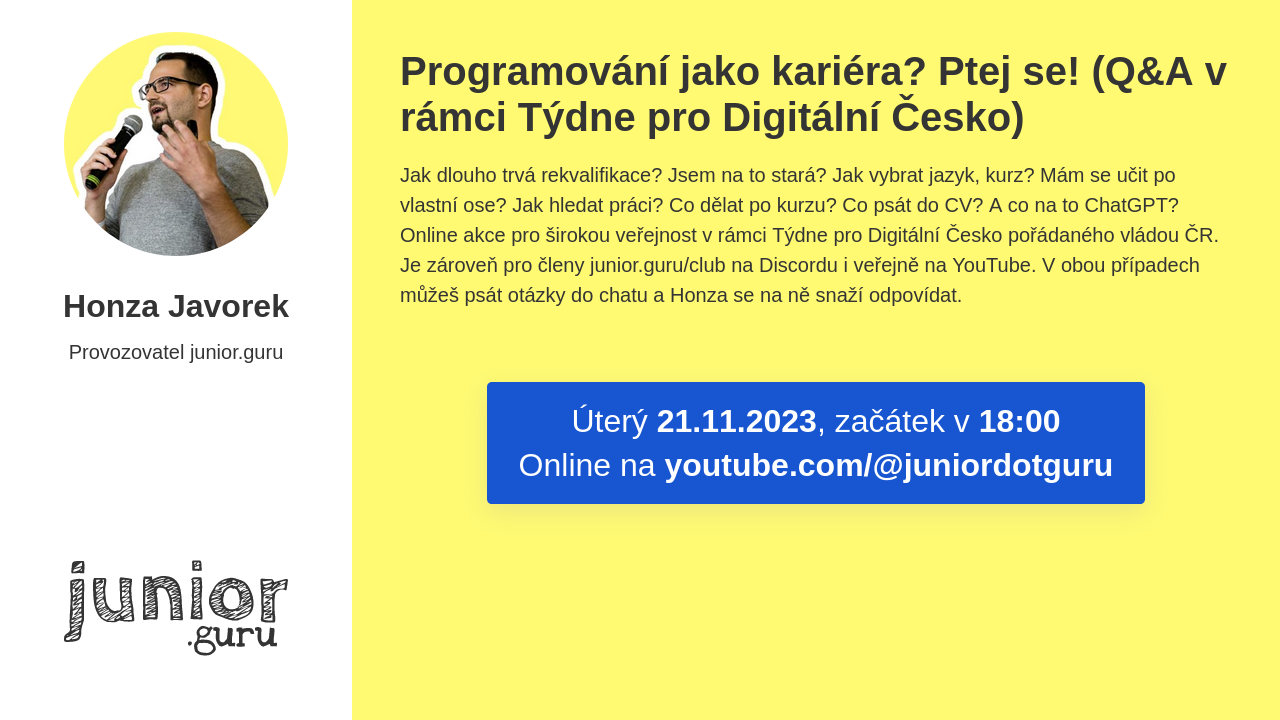 Honza Javorek
Provozovatel junior.guru
junior
.guru
Programování jako kariéra? Ptej se! (Q&A v
rámci Týdne pro Digitální Česko)
Jak dlouho trvá rekvalifikace? Jsem na to stará? Jak vybrat jazyk, kurz? Mám se učit po
vlastní ose? Jak hledat práci? Co dělat po kurzu? Co psát do CV? A co na to ChatGPT?
Online akce pro širokou veřejnost v rámci Týdne pro Digitální Česko pořádaného vládou ČR.
Je zároveň pro členy junior.guru/club na Discordu i veřejně na YouTube. V obou případech
můžeš psát otázky do chatu a Honza se na ně snaží odpovídat.
Úterý 21.11.2023, začátek v 18:00
Online na youtube.com/@juniordotguru